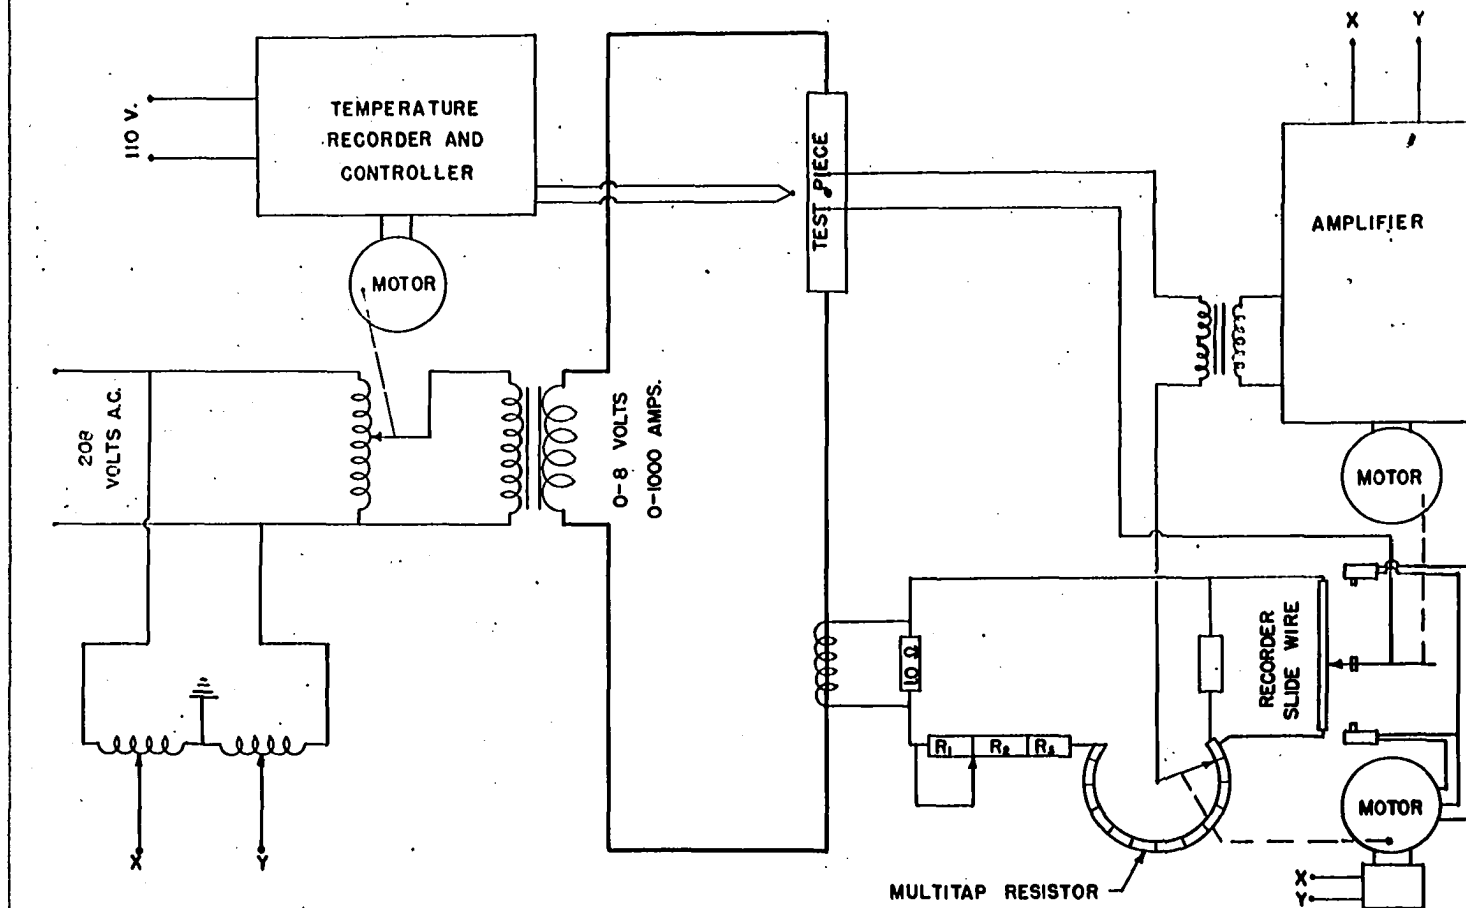 X Y
110 V.
TEMPERATURE
RECORDER AND
CONTROLLER
TEST PIECE
AMPLIFIER
MOTOR
208
VOLTS A.C.
0-8 VOLTS
0-1000 AMPS.
MOTOR
10 Ω
RECORDER
SLIDE WIRE
R₁ R₂ R₃
MOTOR
X Y
MULTITAP RESISTOR
X
Y